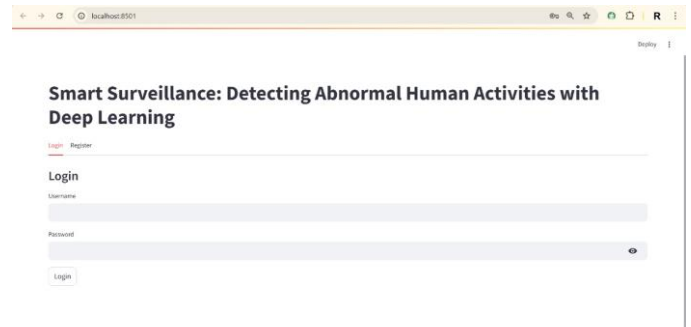 localhost:8501
R
Deploy
Smart Surveillance: Detecting Abnormal Human Activities with
Deep Learning
Login Register
Login
Username
Password
Login